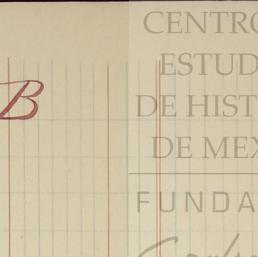 B
CENTRO
ESTUD
DE HIST
DE MEX
FUNDA